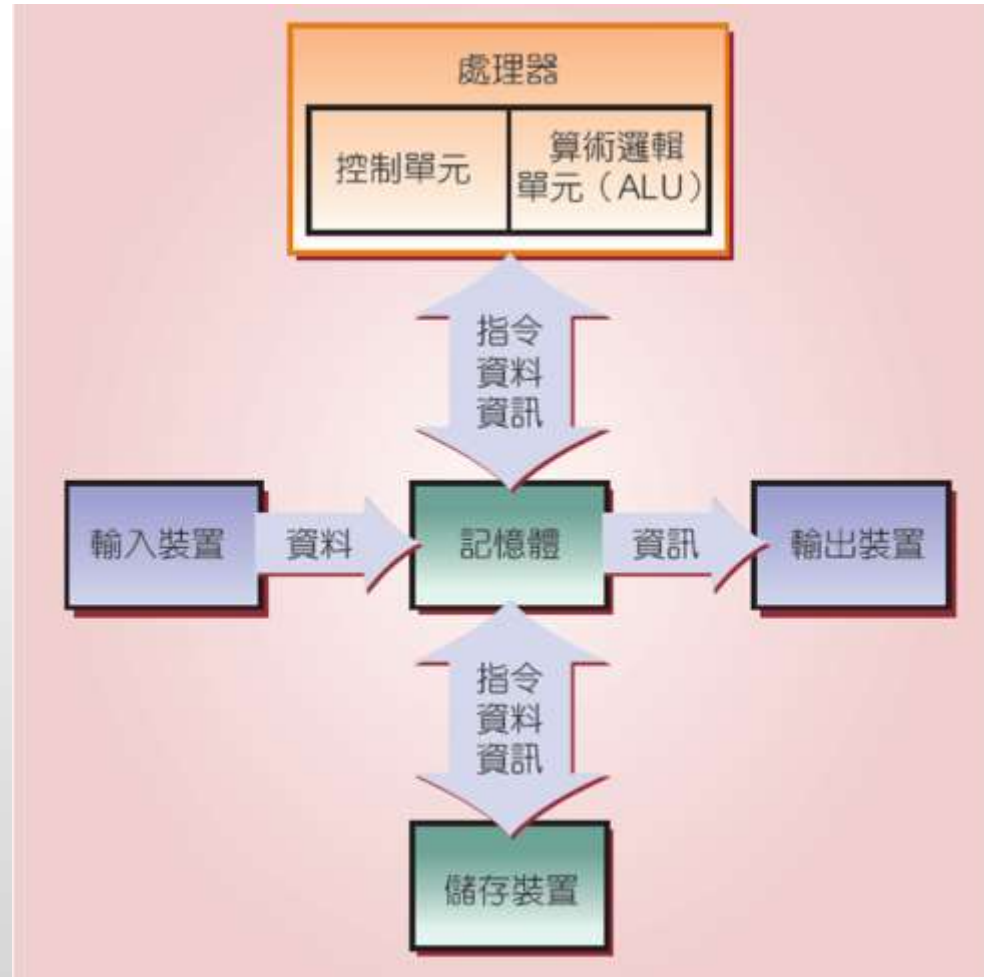 處理器
控制單元
算術邏輯
單元（ALU）
指令
資料
資訊
輸入裝置
資料
記憶體
資訊
輸出裝置
指令
資料
資訊
儲存裝置